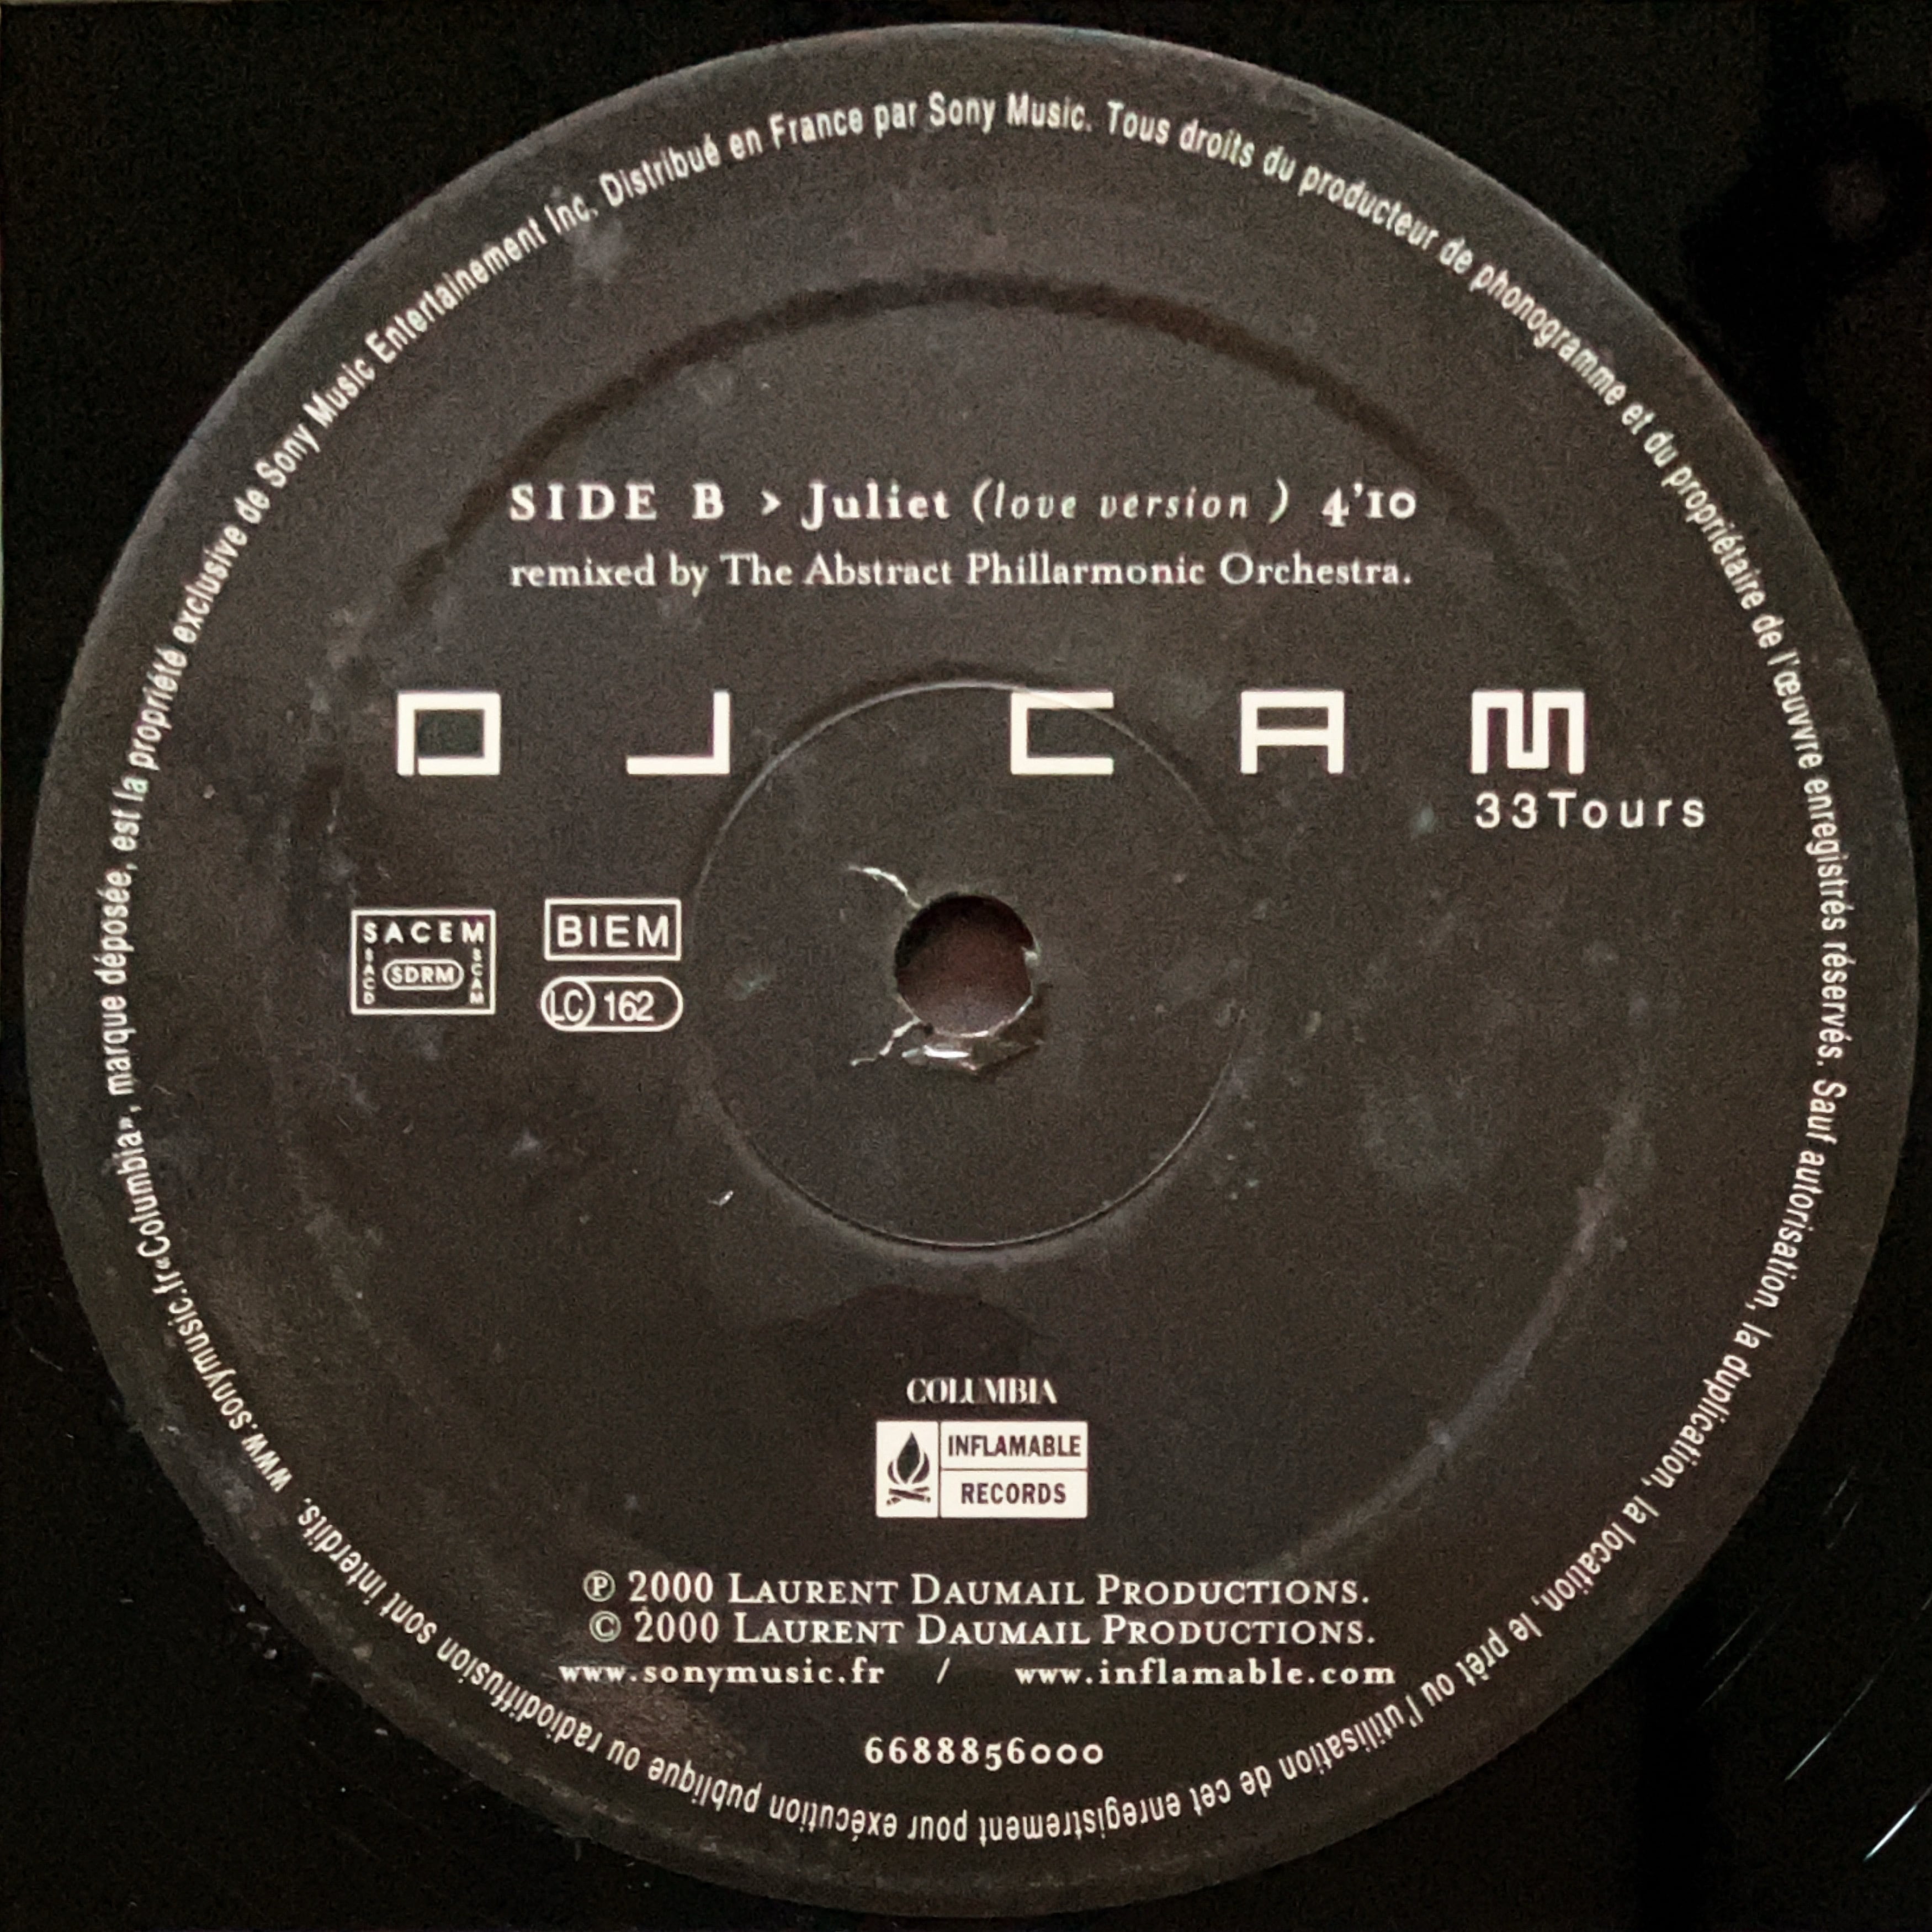 SIDE B > Juliet (love version ) 4'10
remixed by The Abstract Phillarmonic Orchestra.
DJ CAM
33Tours
SACEM
SACD
SDRM
SCAM
BIEM
LC 162
COLUMBIA
INFLAMABLE
RECORDS
℗ 2000 LAURENT DAUMAIL PRODUCTIONS.
© 2000 LAURENT DAUMAIL PRODUCTIONS.
www.sonymusic.fr / www.inflamable.com
6688856000
www.sonymusic.fr«Columbia», marque déposée, est la propriété exclusive de Sony Music Entertainement Inc. Distribué en France par Sony Music. Tous droits du producteur de phonogramme et du propriétaire de l'œuvre enregistrés réservés. Sauf autorisation, la duplication, la location, le prêt ou l'utilisation de cet enregistrement pour exécution publique ou radiodiffusion sont interdits.